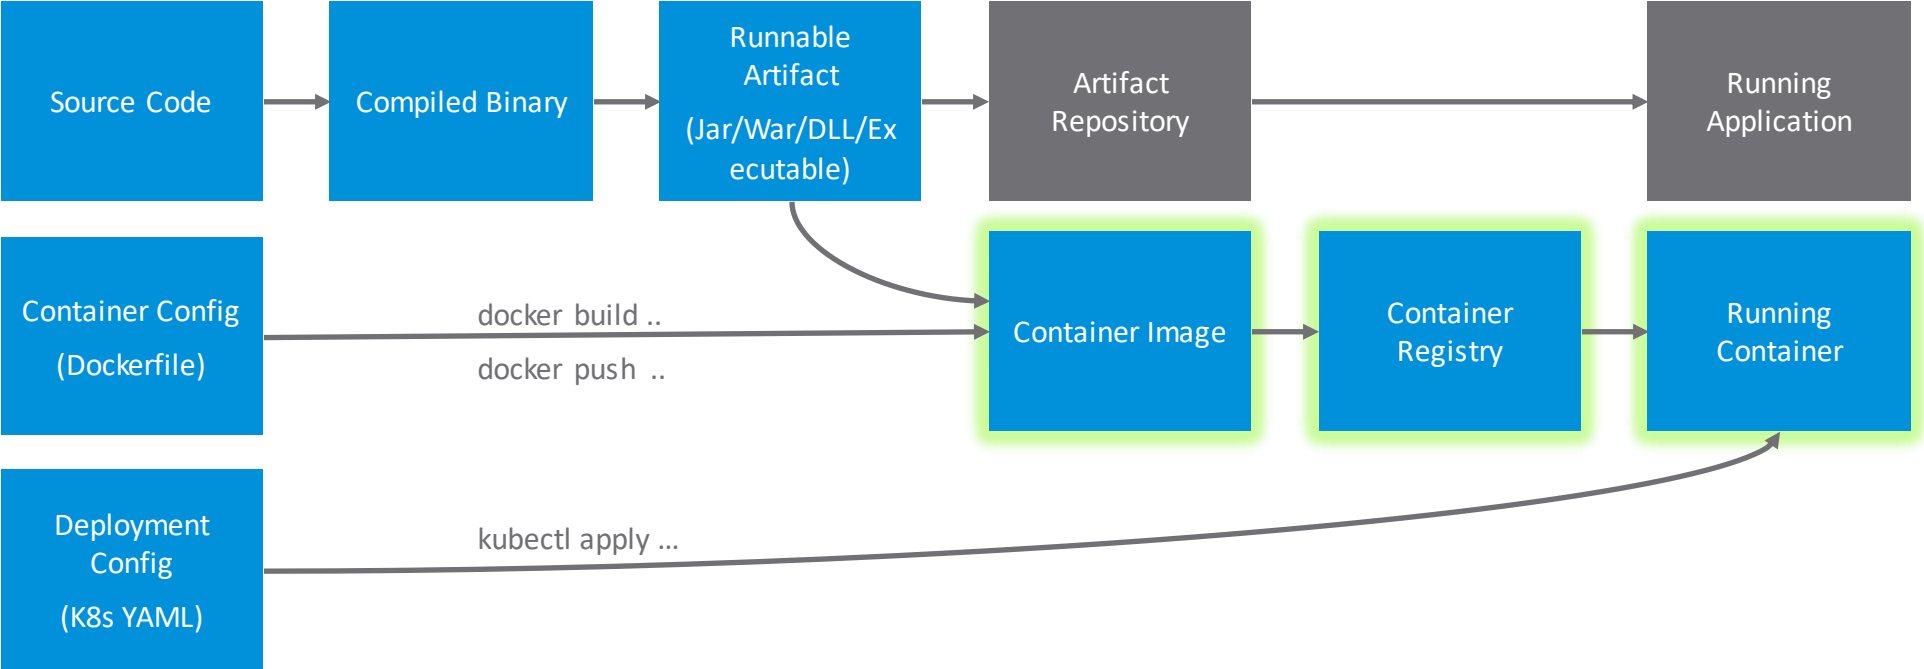 Source Code
Compiled Binary
Runnable
Artifact
(Jar/War/DLL/Ex
ecutable)
Artifact
Repository
Running
Application
Container Config
(Dockerfile)
docker build ..
docker push ..
Container Image
Container
Registry
Running
Container
Deployment
Config
(K8s YAML)
kubectl apply ...